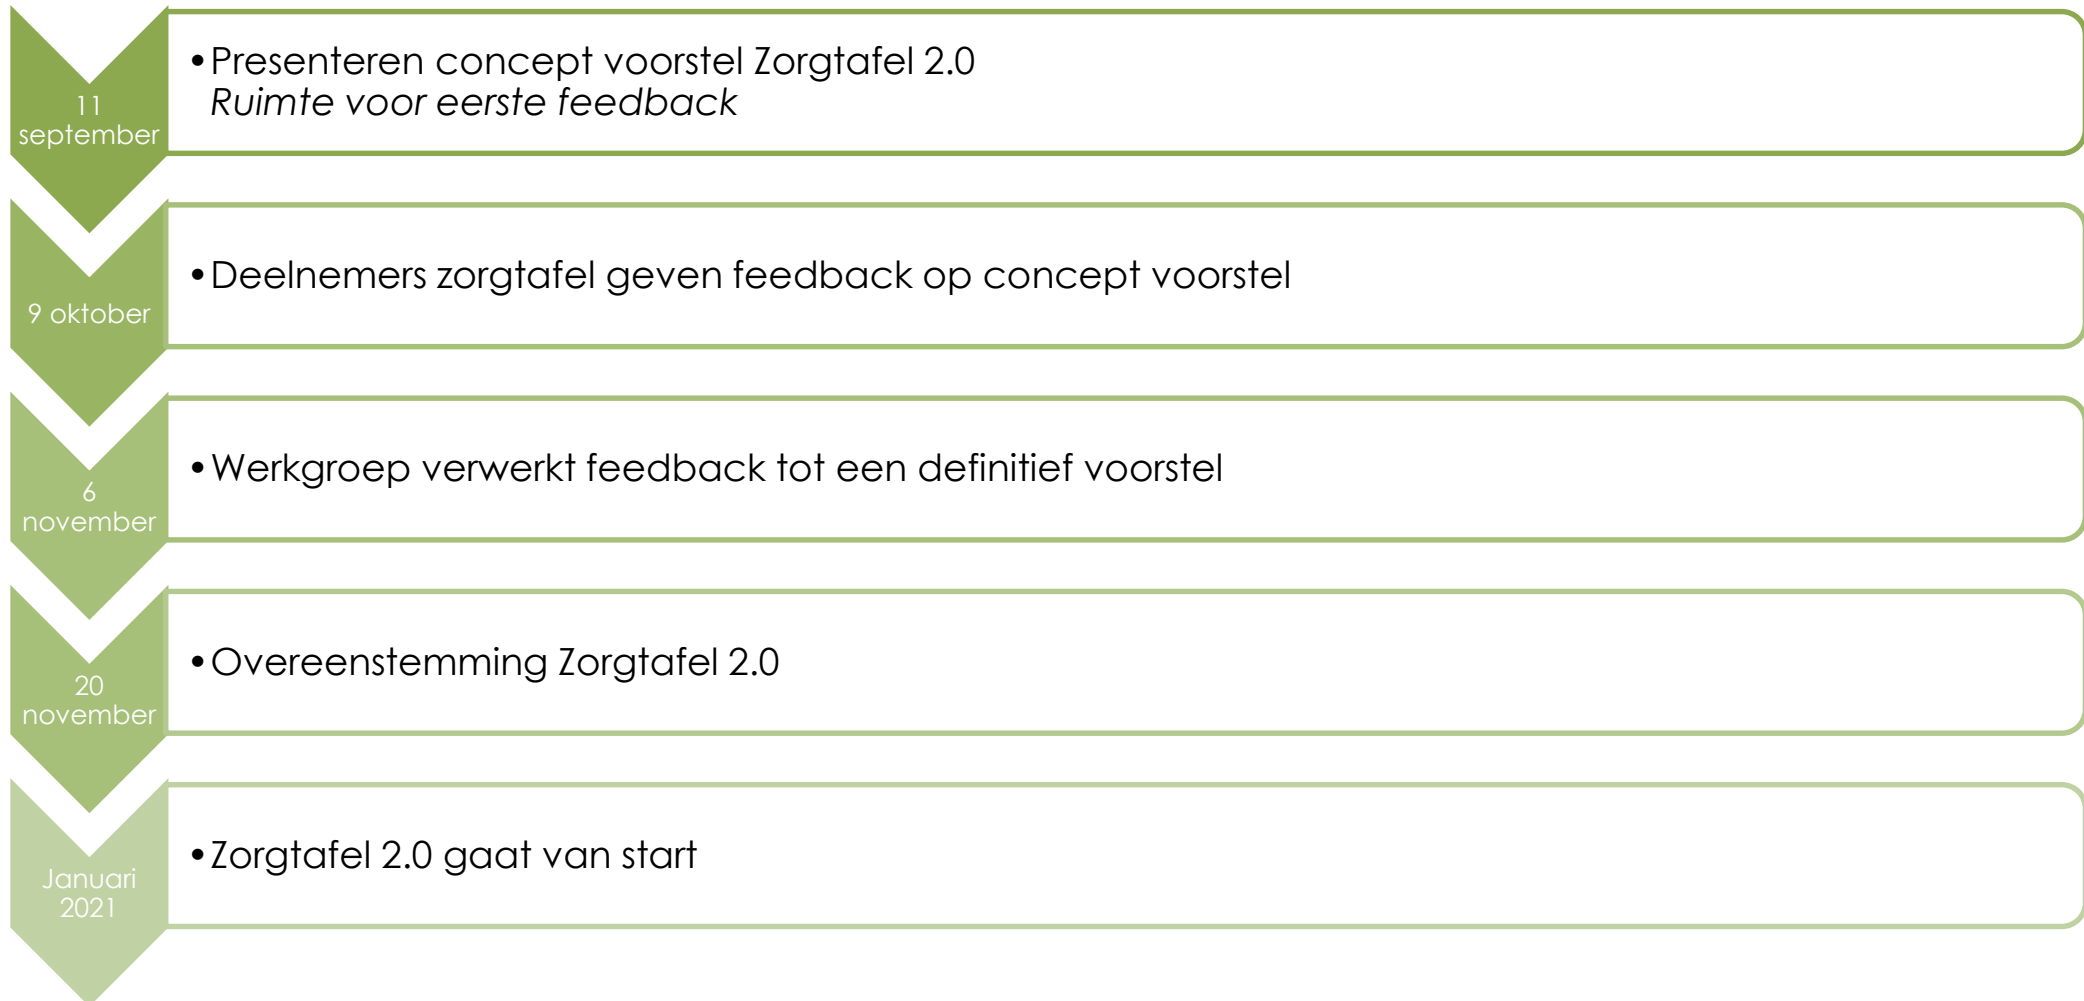 11
september
•Presenteren concept voorstel Zorgtafel 2.0
Ruimte voor eerste feedback
9 oktober
•Deelnemers zorgtafel geven feedback op concept voorstel
6
november
•Werkgroep verwerkt feedback tot een definitief voorstel
20
november
•Overeenstemming Zorgtafel 2.0
Januari
2021
•Zorgtafel 2.0 gaat van start